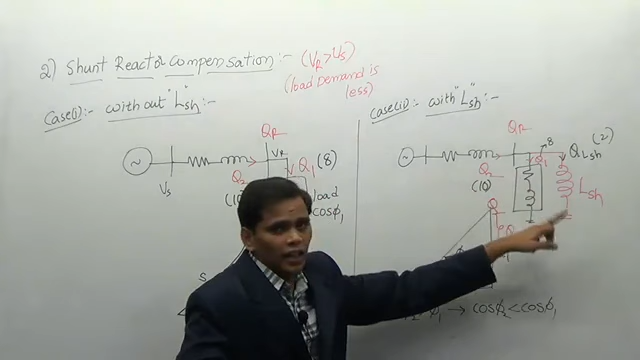 2) Shunt Reactor Compensation :- (VR > VS)
(load Demand is
less)
Case(i):- without "Lsh":-
Case(ii):- with "Lsh":-
QR
VR
Q1 (8)
VS
Q2
(10)
load
cosϕ1
S
QR
8
QLsh (2)
Q1
Q2
(10)
Lsh
Q
ϕ1 → cosϕ2 < cosϕ1